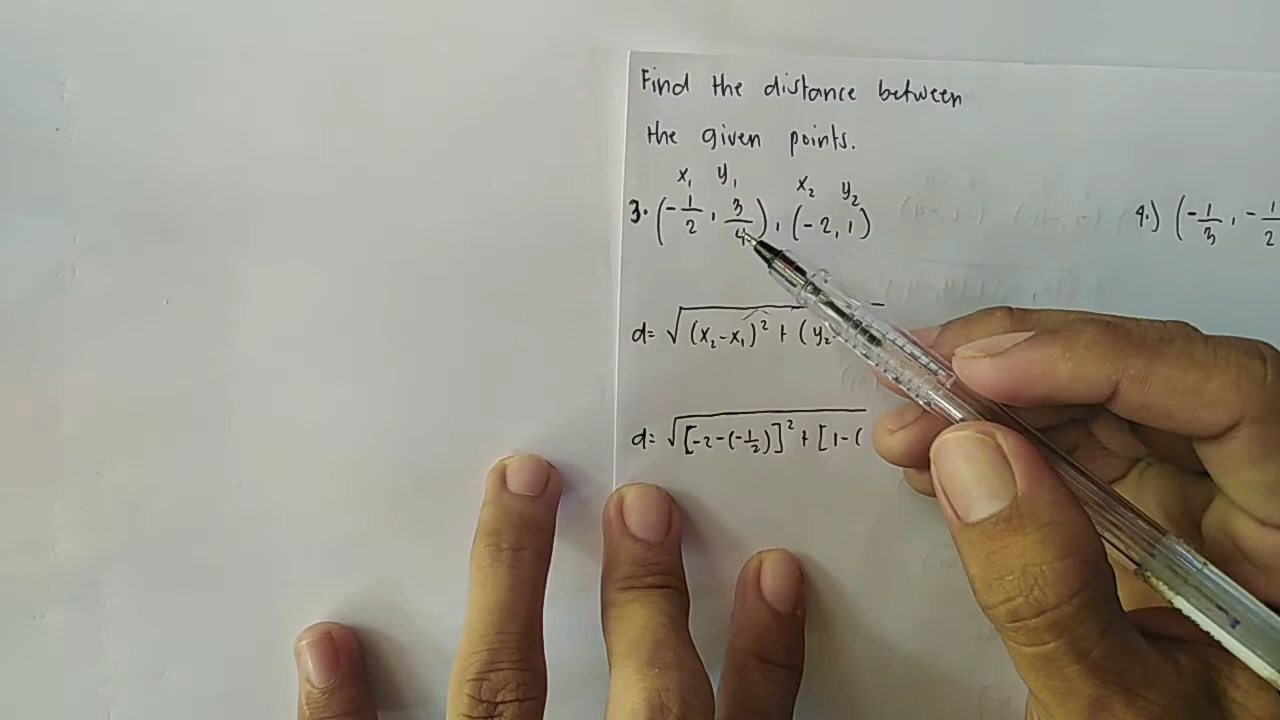 Find the distance between
the given points.
x₁ y₁ x₂ y₂
3. (-1/2, 3/4), (-2, 1)
4.) (-1/3, -1/2
d= √(x₂-x₁)² + (y₂-
d= √[-2-(-1/2)]² + [1-(